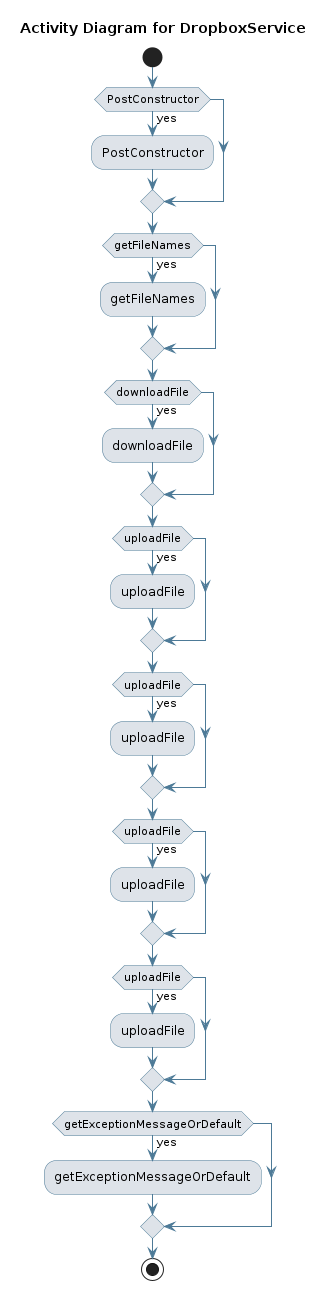 Activity Diagram for DropboxService
PostConstructor
yes
PostConstructor
getFileNames
yes
getFileNames
downloadFile
yes
downloadFile
uploadFile
yes
uploadFile
uploadFile
yes
uploadFile
uploadFile
yes
uploadFile
uploadFile
yes
uploadFile
getExceptionMessageOrDefault
yes
getExceptionMessageOrDefault